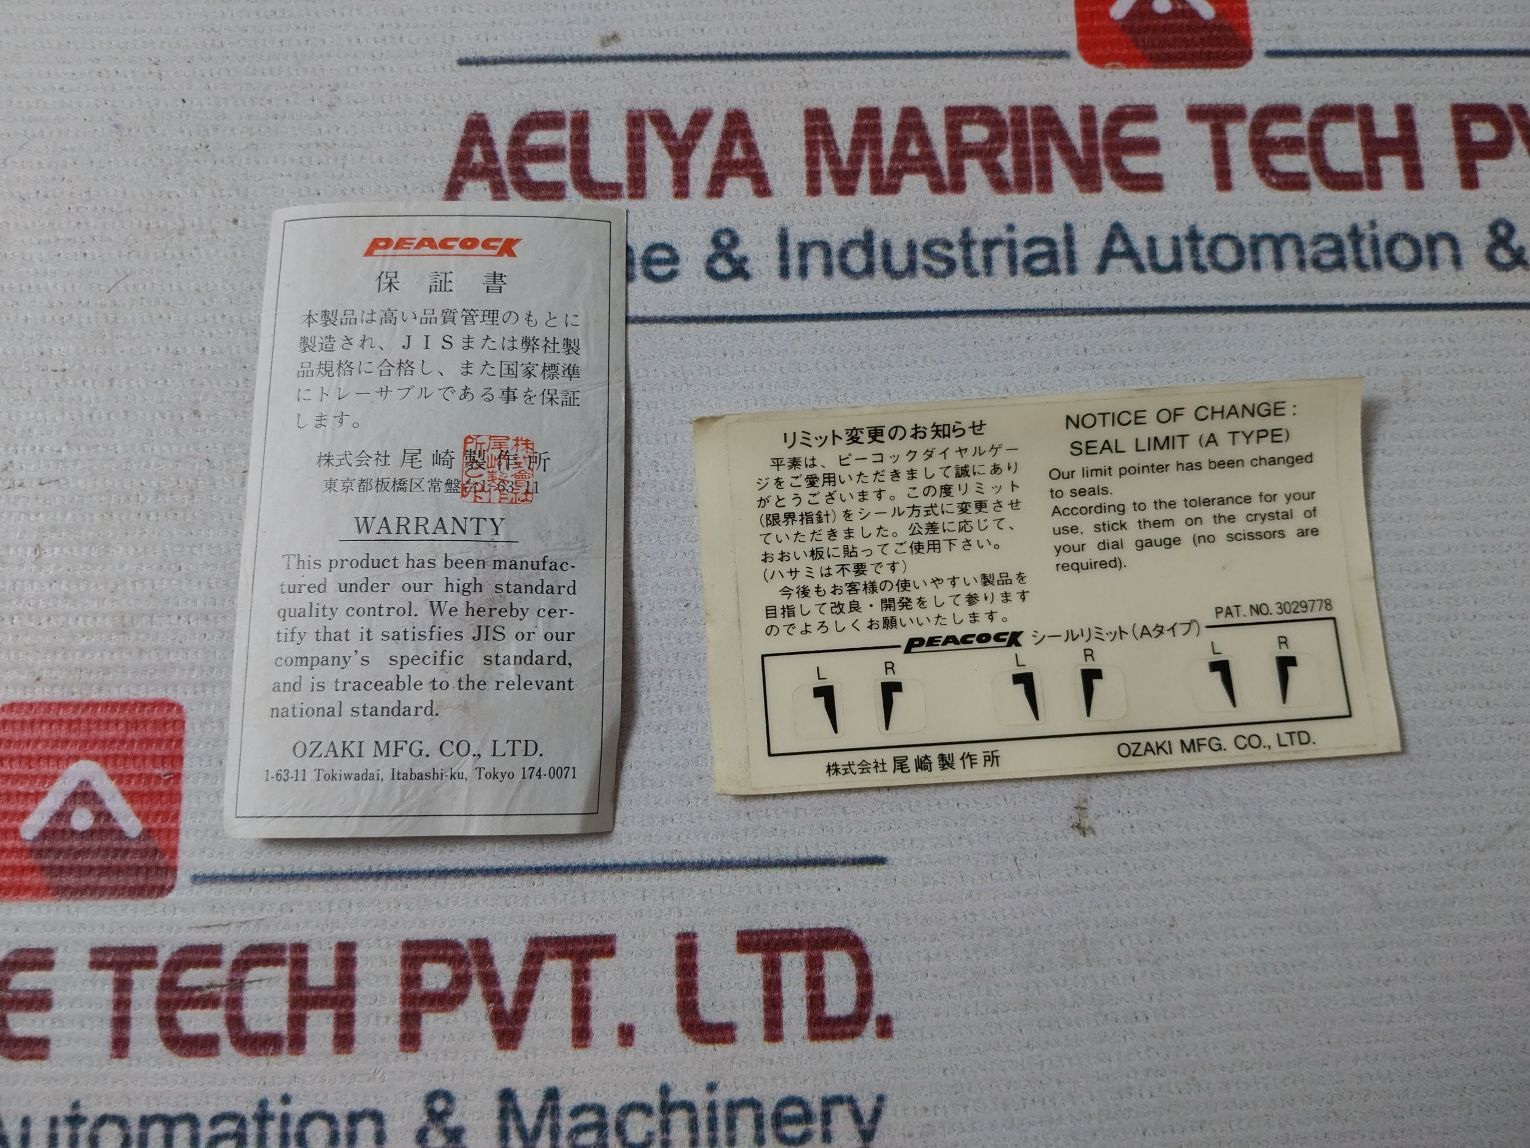 AELIYA MARINE TECH
ne & Industrial Automation &
PEACOCK
保証書
本製品は高い品質管理のもとに
製造され、JISまたは弊社製
品規格に合格し、また国家標準
にトレーサブルである事を保証
します。
株式会社 尾崎製作所
東京都板橋区常盤台1-63-11
WARRANTY
This product has been manufac-
tured under our high standard
quality control. We hereby cer-
tify that it satisfies JIS or our
company's specific standard,
and is traceable to the relevant
national standard.
OZAKI MFG. CO., LTD.
1-63-11 Tokiwadai, Itabashi-ku, Tokyo 174-0071
リミット変更のお知らせ
平素は、ピーコックダイヤルゲー
ジをご愛用いただきまして誠にあり
がとうございます。この度リミット
(限界指針)をシール方式に変更させ
ていただきました。公差に応じて、
おおい板に貼ってご使用下さい。
(ハサミは不要です)
今後もお客様の使いやすい製品を
目指して改良・開発をして参ります
のでよろしくお願いいたします。
NOTICE OF CHANGE:
SEAL LIMIT (A TYPE)
Our limit pointer has been changed
to seals.
According to the tolerance for your
use, stick them on the crystal of
your dial gauge (no scissors are
required).
PAT. NO. 3029778
PEACOCK シールリミット(Aタイプ)
L R L R L R
株式会社 尾崎製作所
OZAKI MFG. CO., LTD.
E TECH PVT. LTD.
Automation & Machinery